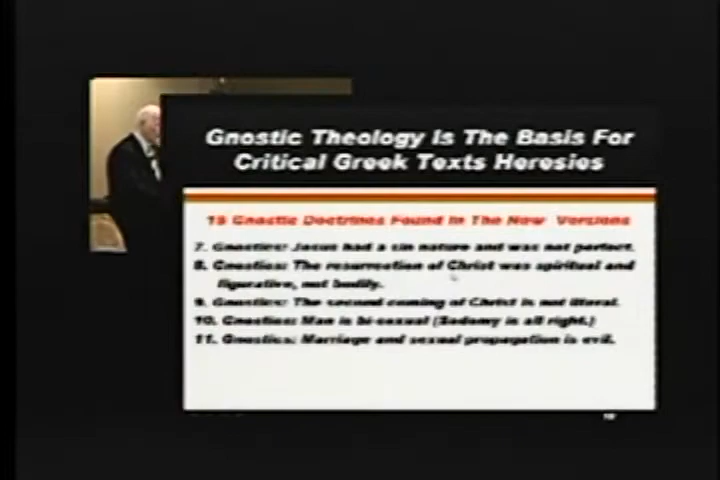 Gnostic Theology Is The Basis For
Critical Greek Texts Heresies
15 Gnostic Doctrines Found In The New Versions
7. Gnostics: Jesus had a sin nature and was not perfect.
8. Gnostics: The resurrection of Christ was spiritual and
figurative, not bodily.
9. Gnostics: The second coming of Christ is not literal.
10. Gnostics: Man is bi-sexual (Sodomy is all right.)
11. Gnostics: Marriage and sexual propagation is evil.